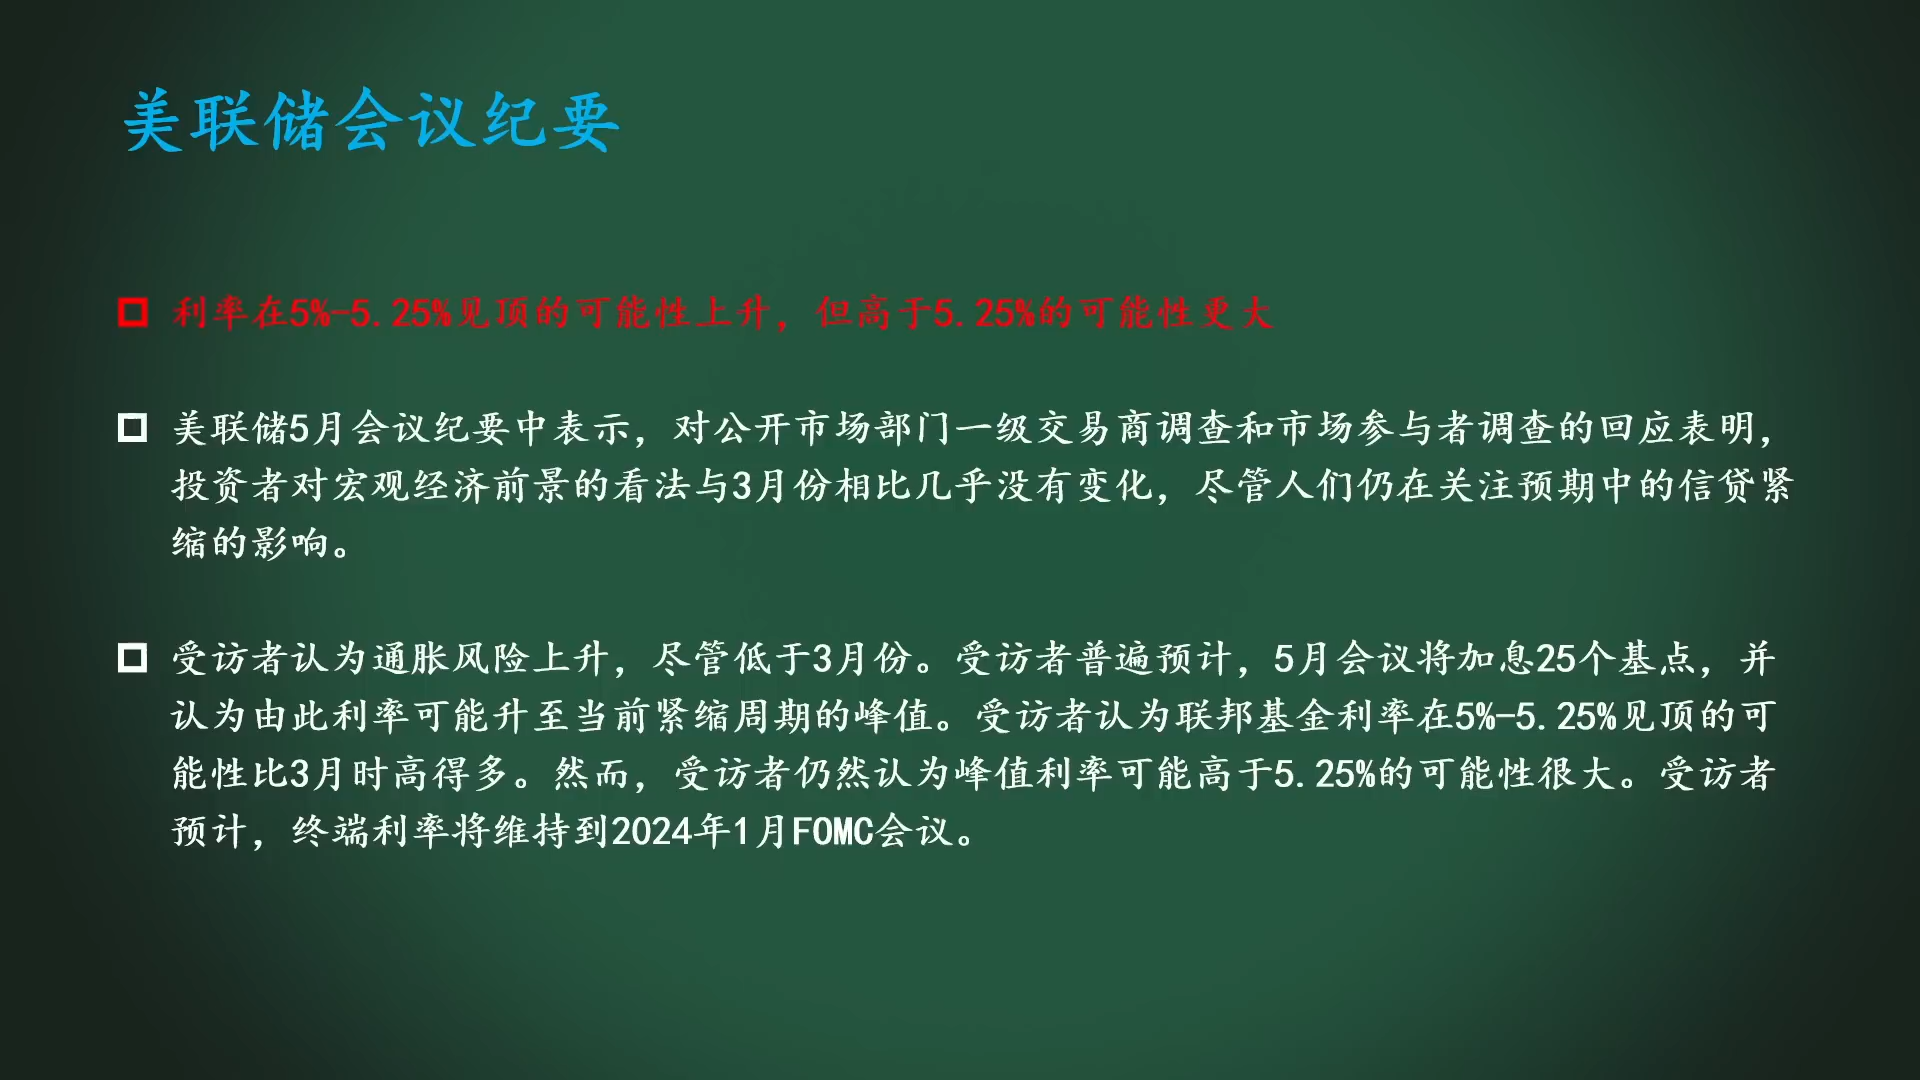 美联储会议纪要
利率在5%-5.25%见顶的可能性上升，但高于5.25%的可能性更大
美联储5月会议纪要中表示，对公开市场部门一级交易商调查和市场参与者调查的回应表明，
投资者对宏观经济前景的看法与3月份相比几乎没有变化，尽管人们仍在关注预期中的信贷紧
缩的影响。
受访者认为通胀风险上升，尽管低于3月份。受访者普遍预计，5月会议将加息25个基点，并
认为由此利率可能升至当前紧缩周期的峰值。受访者认为联邦基金利率在5%-5.25%见顶的可
能性比3月时高得多。然而，受访者仍然认为峰值利率可能高于5.25%的可能性很大。受访者
预计，终端利率将维持到2024年1月FOMC会议。